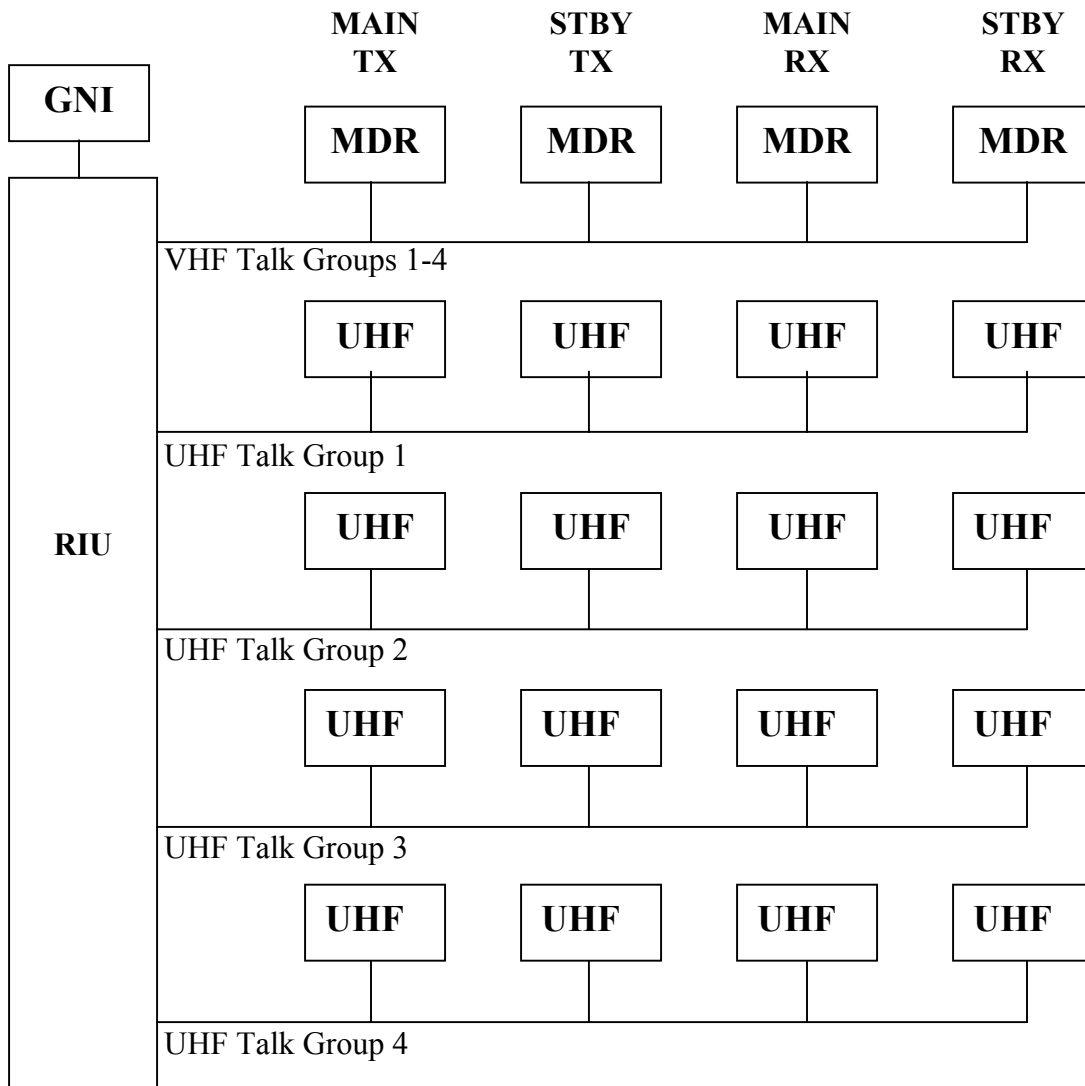 MAIN TX
STBY TX
MAIN RX
STBY RX
GNI
MDR MDR MDR MDR
VHF Talk Groups 1-4
UHF UHF UHF UHF
UHF Talk Group 1
UHF UHF UHF UHF
RIU
UHF Talk Group 2
UHF UHF UHF UHF
UHF Talk Group 3
UHF UHF UHF UHF
UHF Talk Group 4